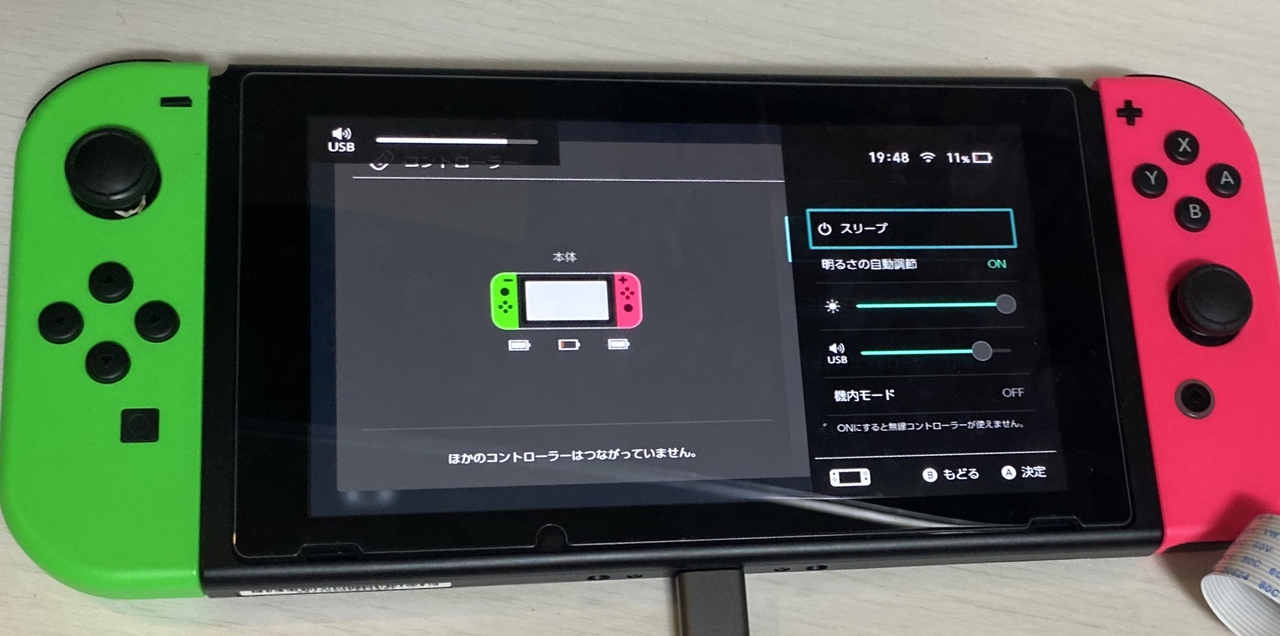 USB
コントローラー
19:48 11%
本体
ほかのコントローラーはつながっていません。
スリープ
明るさの自動調節 ON
USB
機内モード OFF
ONにすると無線コントローラーが使えません。
B もどる A 決定
X
Y A
B